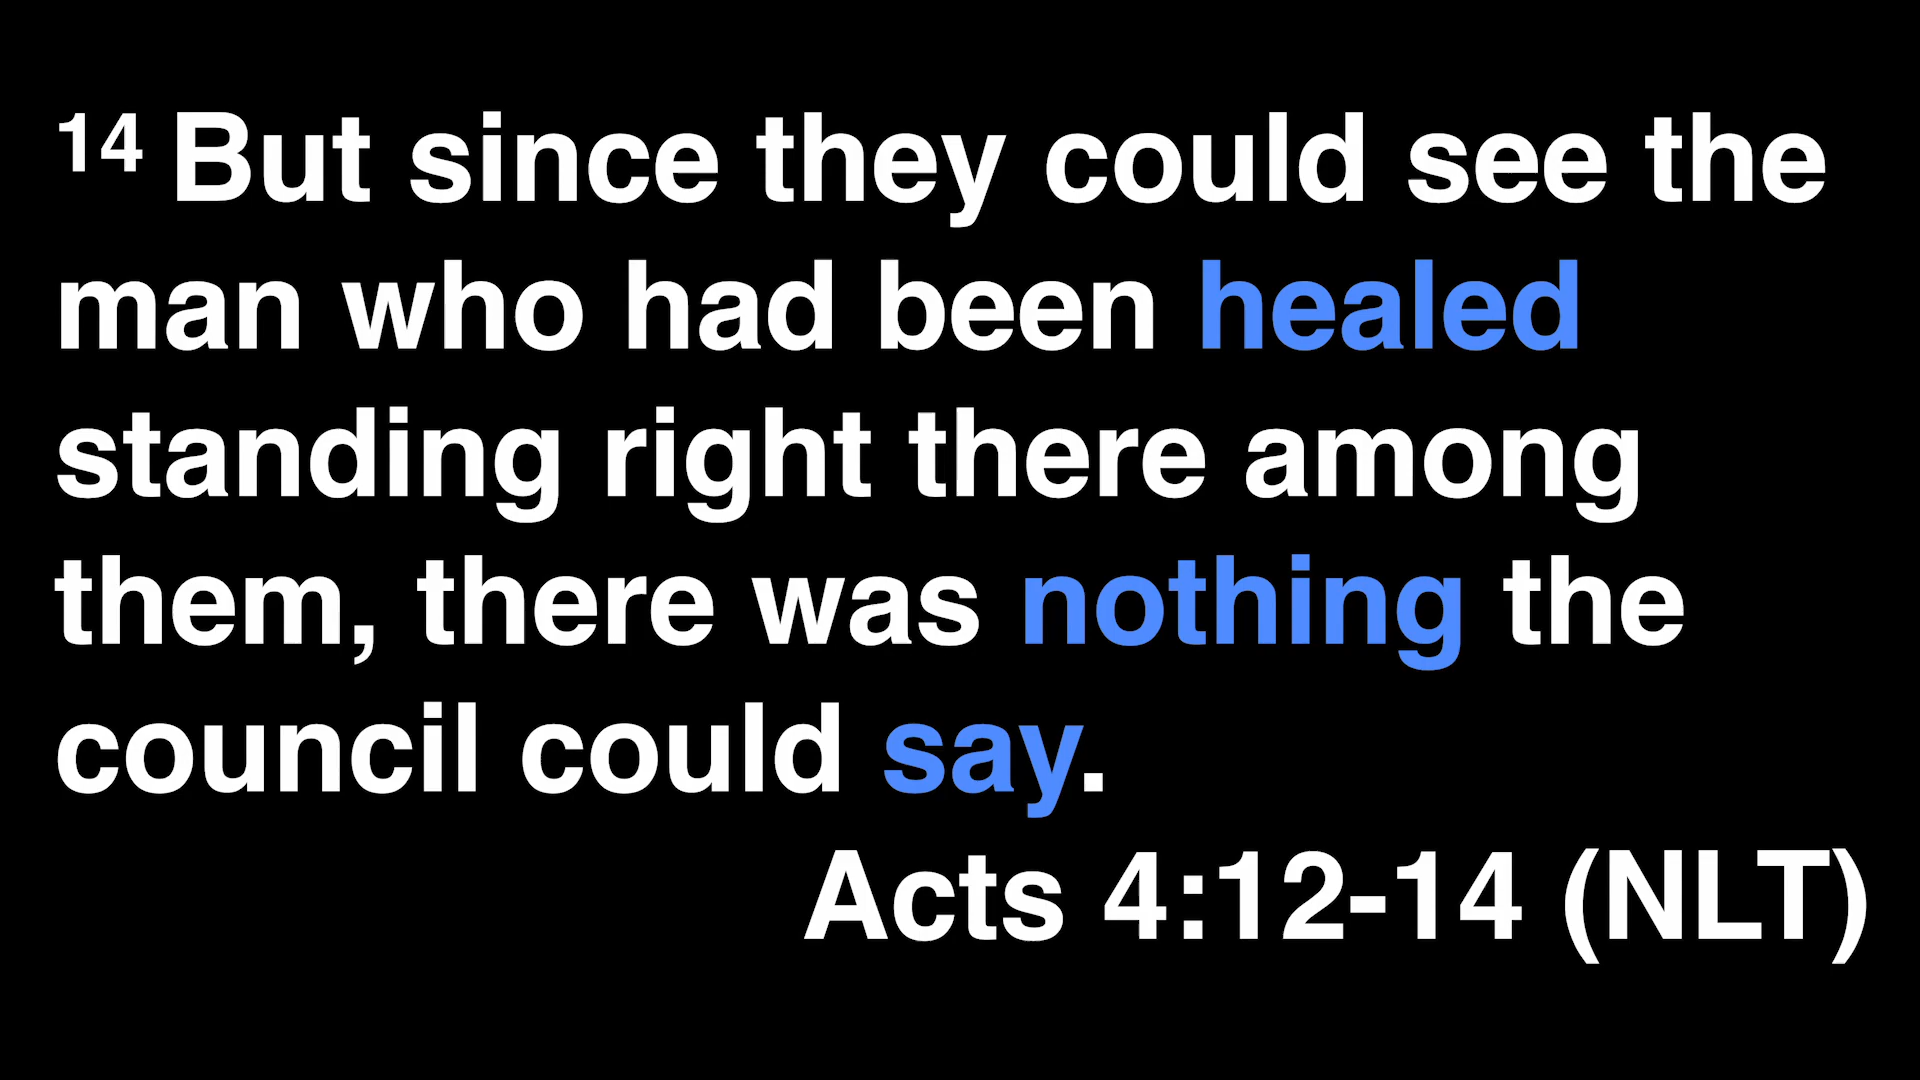 14 But since they could see the
man who had been healed
standing right there among
them, there was nothing the
council could say.
Acts 4:12-14 (NLT)